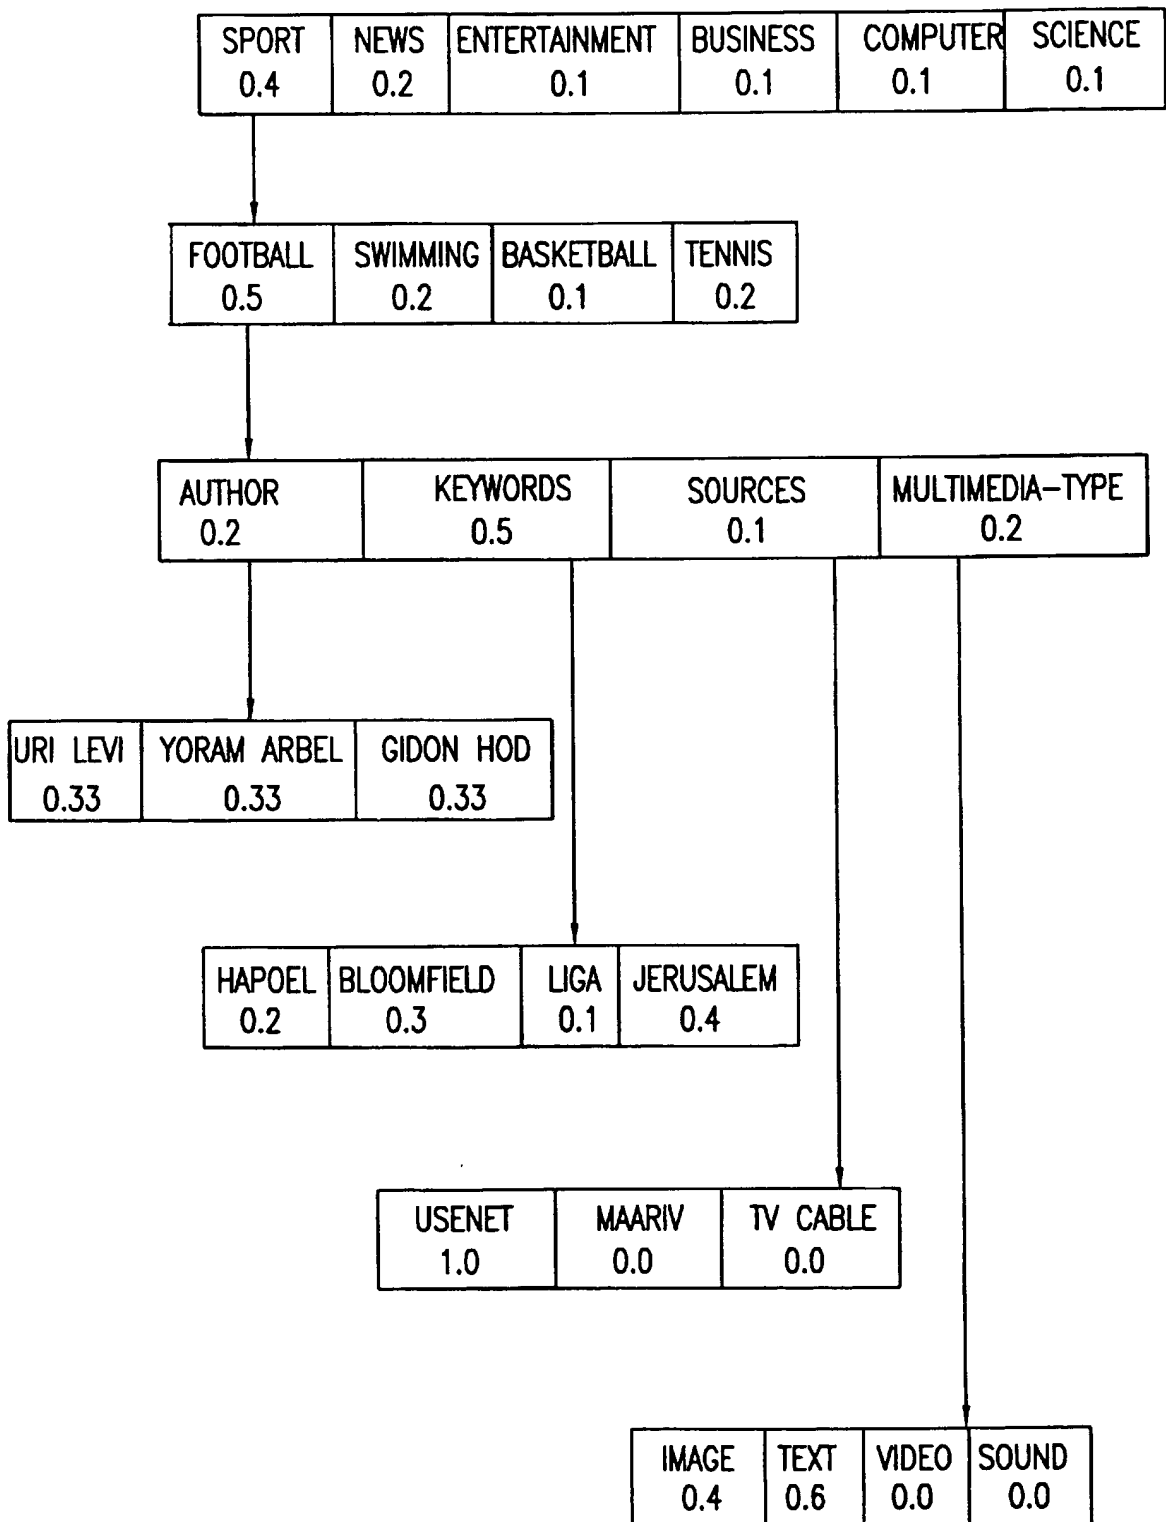 SPORT NEWS ENTERTAINMENT BUSINESS COMPUTER SCIENCE
0.4 0.2 0.1 0.1 0.1 0.1
FOOTBALL SWIMMING BASKETBALL TENNIS
0.5 0.2 0.1 0.2
AUTHOR KEYWORDS SOURCES MULTIMEDIA-TYPE
0.2 0.5 0.1 0.2
URI LEVI YORAM ARBEL GIDON HOD
0.33 0.33 0.33
HAPOEL BLOOMFIELD LIGA JERUSALEM
0.2 0.3 0.1 0.4
USENET MAARIV TV CABLE
1.0 0.0 0.0
IMAGE TEXT VIDEO SOUND
0.4 0.6 0.0 0.0